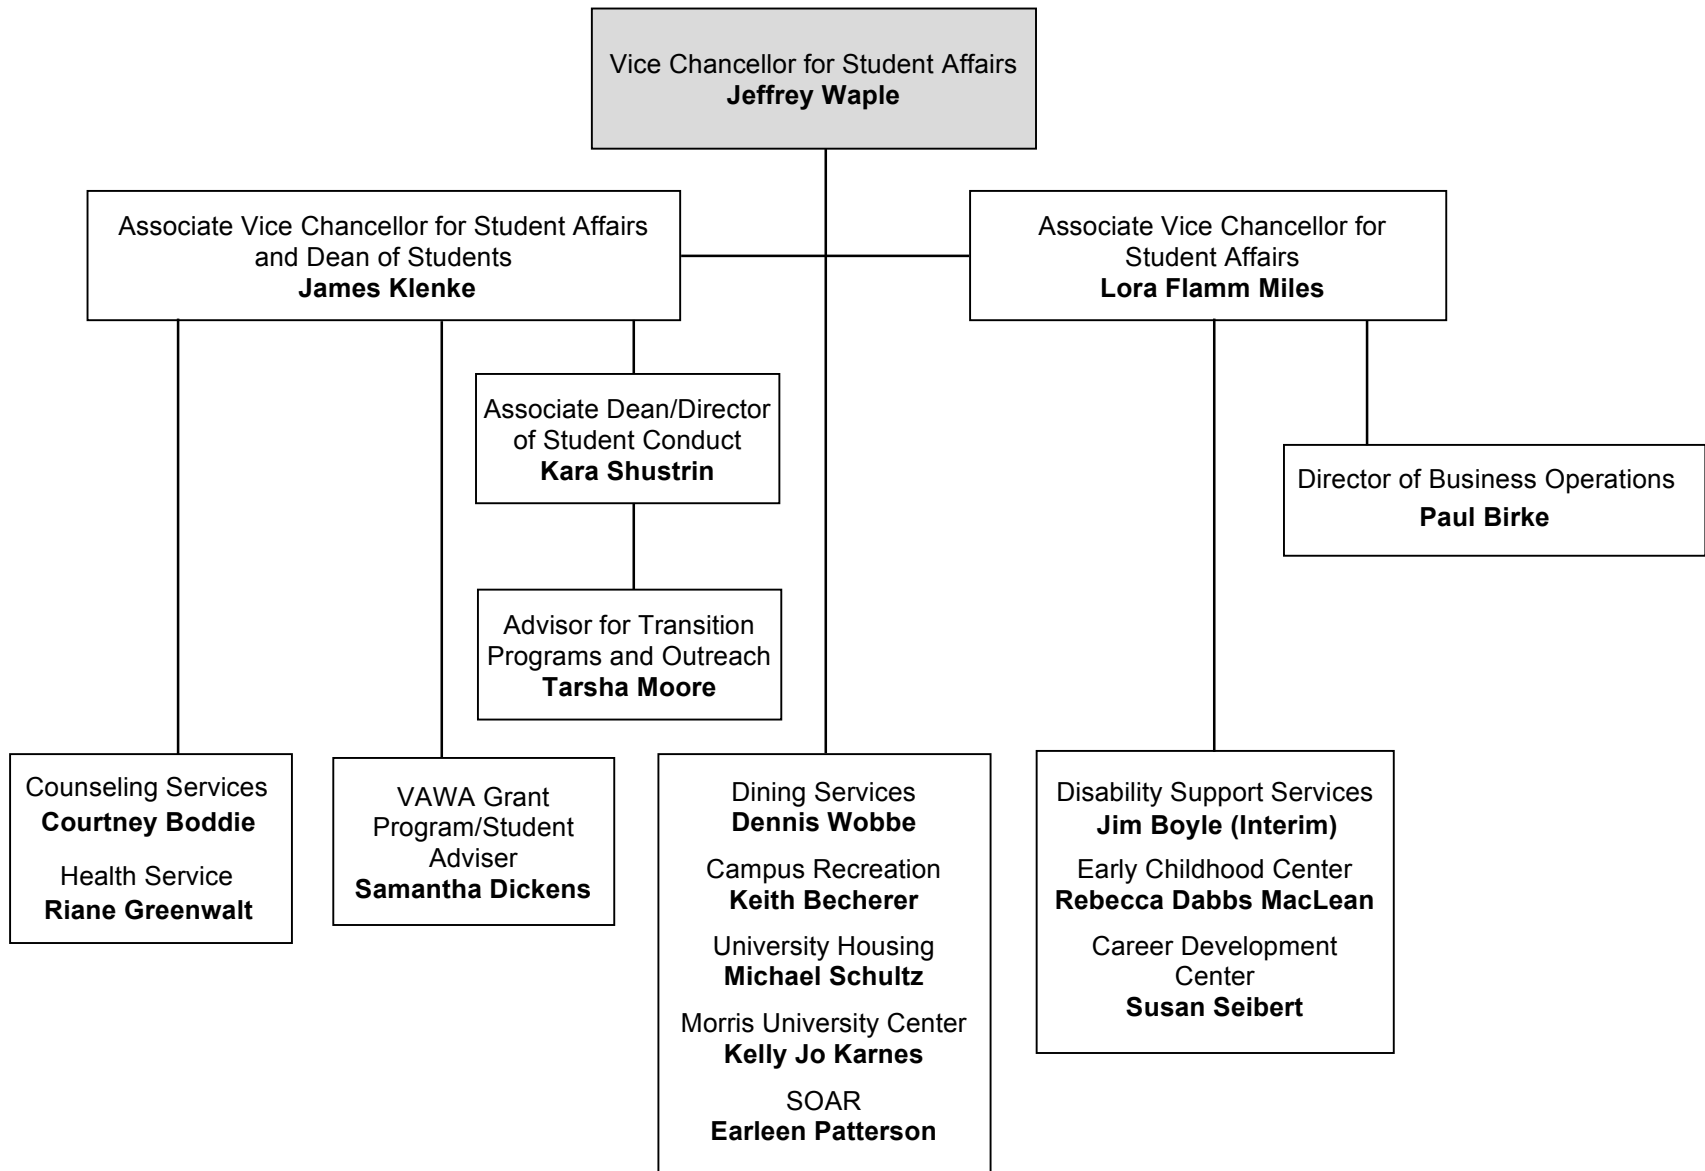 Vice Chancellor for Student Affairs
Jeffrey Waple
Associate Vice Chancellor for Student Affairs
and Dean of Students
James Klenke
Associate Vice Chancellor for
Student Affairs
Lora Flamm Miles
Associate Dean/Director
of Student Conduct
Kara Shustrin
Director of Business Operations
Paul Birke
Advisor for Transition
Programs and Outreach
Tarsha Moore
Counseling Services
Courtney Boddie
Health Service
Riane Greenwalt
VAWA Grant
Program/Student
Adviser
Samantha Dickens
Dining Services
Dennis Wobbe
Campus Recreation
Keith Becherer
University Housing
Michael Schultz
Morris University Center
Kelly Jo Karnes
SOAR
Earleen Patterson
Disability Support Services
Jim Boyle (Interim)
Early Childhood Center
Rebecca Dabbs MacLean
Career Development
Center
Susan Seibert